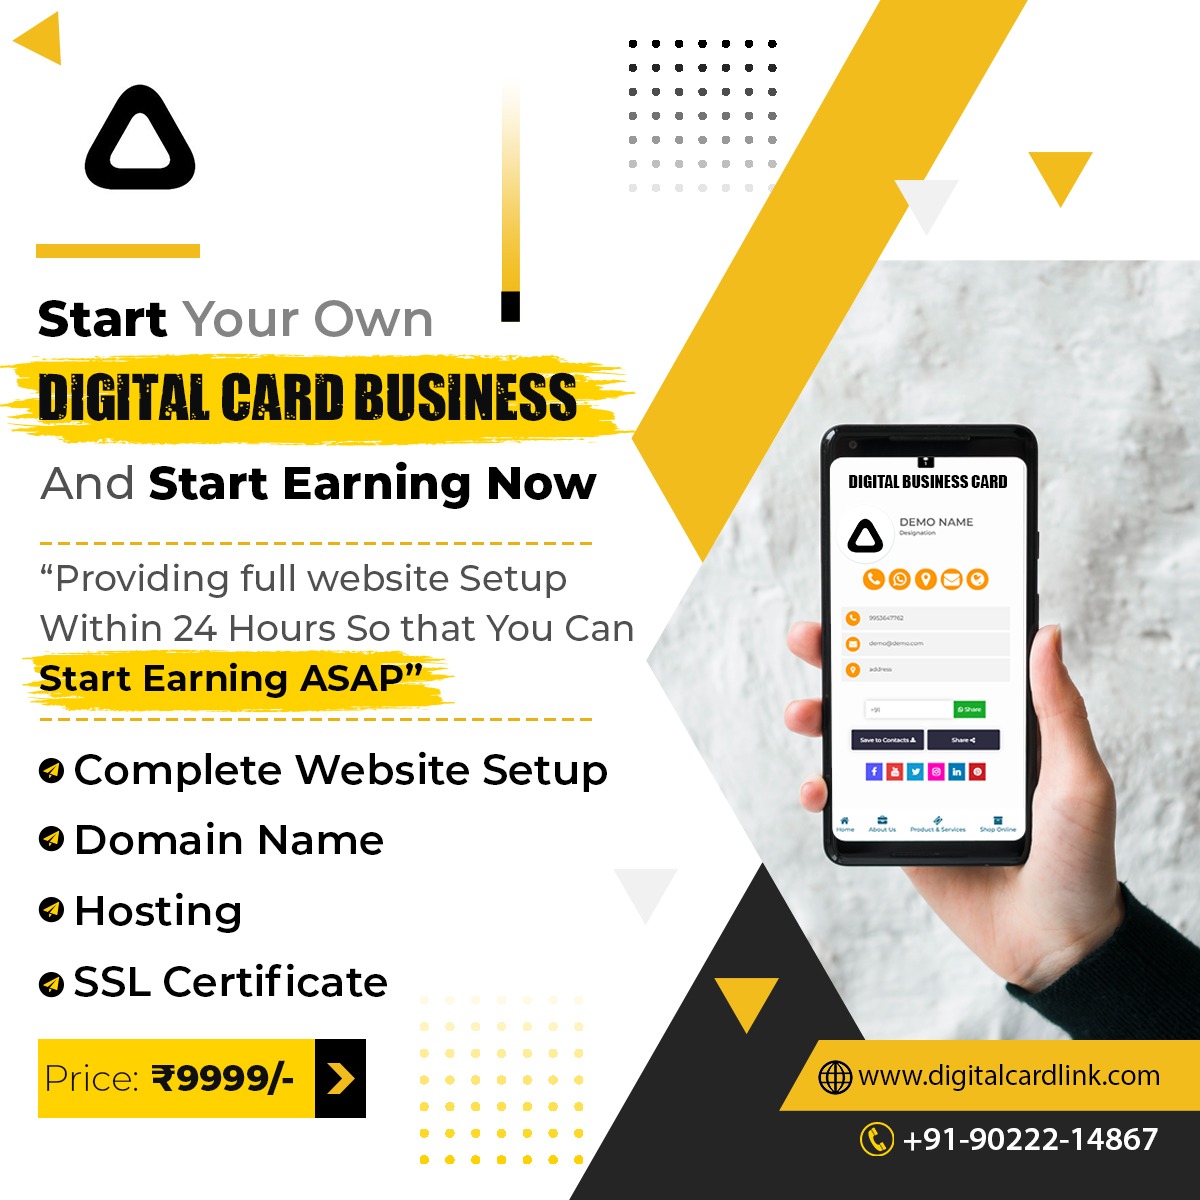 Start Your Own
DIGITAL CARD BUSINESS
And Start Earning Now
“Providing full website Setup
Within 24 Hours So that You Can
Start Earning ASAP”
Complete Website Setup
Domain Name
Hosting
SSL Certificate
Price: ₹9999/-
DIGITAL BUSINESS CARD
DEMO NAME
Designation
9953647762
demo@demo.com
address
+91 Share
Save to Contacts Share
Home About Us Product & Services Shop Online
www.digitalcardlink.com
+91-90222-14867